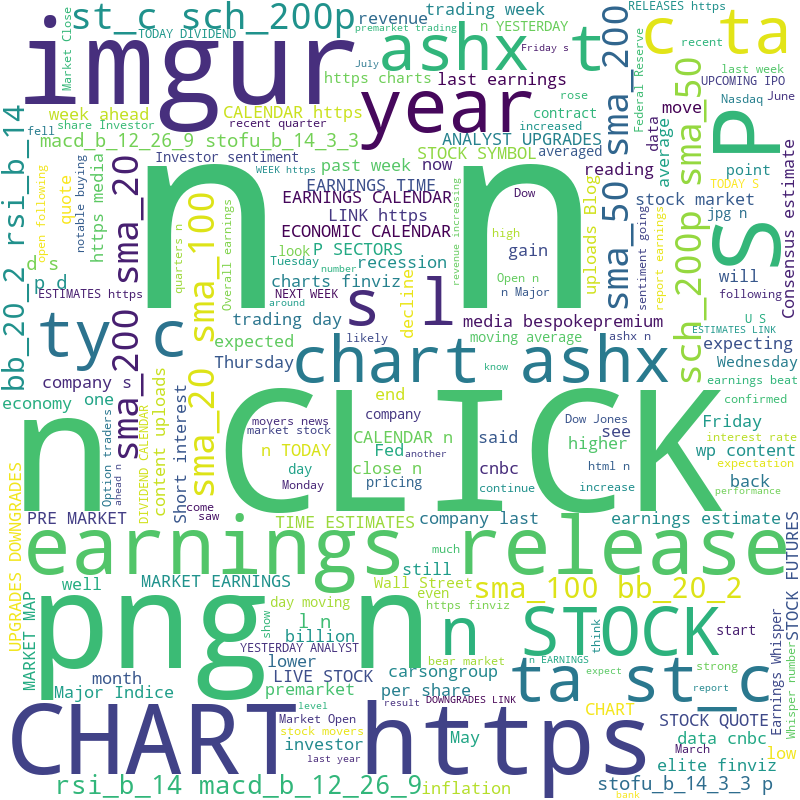 st_c sch_200p
revenue
trading week
RELEASES https
TODAY DIVIDEND
premarket trading
n YESTERDAY
Friday s
Market Close
imgur
ashx t
sma_200
c ta
recent
July
https charts
last earnings
Federal Reserve
last week
UPCOMING IPO
year
rose
contract
move
Nasdaq
June
week ahead
CALENDAR https
fell
share Investor
recent quarter
increased
data
macd_b_12_26_9 stofu_b_14_3_3
ANALYST UPGRADES
averaged
average
sma_50
Investor sentiment
WEEK https
past week
now
STOCK SYMBOL
reading
point
bb_20_2 rsi_b_14
open following
quote
notable buying
https media
sma_200 sma_20
EARNINGS TIME
EARNINGS CALENDAR
Dow
stock market
TODAY S
Consensus estimate
n n
LINK https
ECONOMIC CALENDAR
high
revenue increasing
uploads Blog
sma_50 sma_200
jpg n
S P
d s
p d
quarters n
Overall earnings
look
P SECTORS
gain
sentiment going
report earnings
will
ESTIMATES https
Tuesday
number
recession
Open n
n Major
following
charts finviz
NEXT WEEK
around
decline
sch_200p sma_50
U S
ESTIMATES LINK
s l
trading day
likely
media bespokepremium
ty c
expected
moving average
ashx n
expecting
Thursday
chart ashx
know
Wednesday
company s
sma_20 sma_100
earnings beat
economy
one
end
confirmed
movers news
market stock
company
Dow Jones
Friday
n CLICK
CALENDAR n
said
see
interest rate
Option traders
ahead n
DIVIDEND CALENDAR
content uploads
Short interest
n TODAY
another
Fed
higher
wp content
expectation
UPGRADES DOWNGRADES
day
close n
cnbc
html n
back
Monday
pricing
continue
increase
performance
come
saw
PRE MARKET
TIME ESTIMATES
company last
earnings estimate
earnings release
STOCK FUTURES
much
still
well
MARKET EARNINGS
Wall Street
even
sma_100 bb_20_2
MARKET MAP
day moving
https finviz
png n
n STOCK
l n
billion
show
YESTERDAY ANALYST
bear market
n EARNINGS
think
start
month
lower
carsongroup
expect
strong
Major Indice
LIVE STOCK
premarket
per share
ta st_c
report
Earnings Whisper
Whisper number
level
result
DOWNGRADES LINK
CHART https
Market Open
CHART
STOCK QUOTE
stock movers
May
investor
data cnbc
low
last year
March
elite finviz
rsi_b_14 macd_b_12_26_9
inflation
bank
stofu_b_14_3_3 p